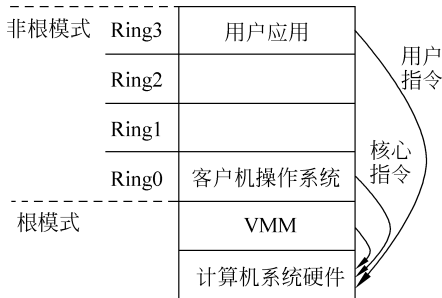 非根模式
Ring3
用户应用
用户
指令
Ring2
Ring1
核心
指令
Ring0
客户机操作系统
根模式
VMM
计算机系统硬件